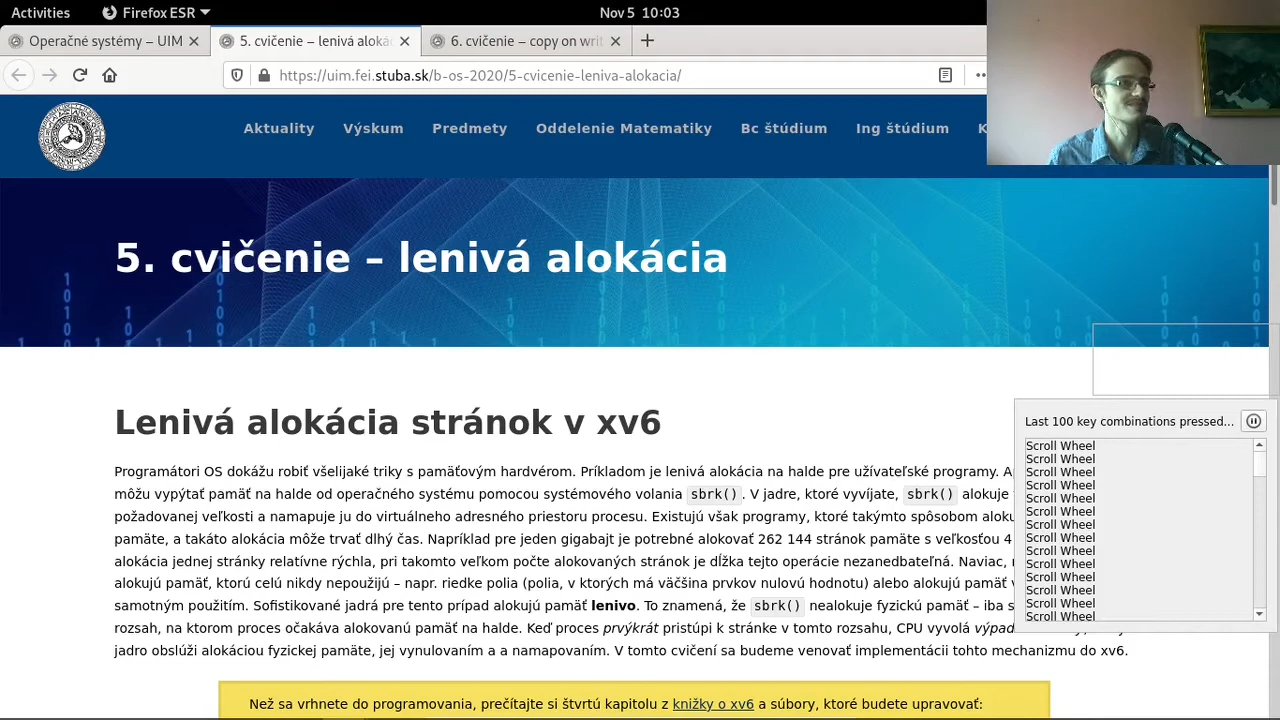 Activities
Firefox ESR
Nov 5 10:03
Operačné systémy – UIM
5. cvičenie – lenivá aloká
6. cvičenie – copy on writ
https://uim.fei.stuba.sk/b-os-2020/5-cvicenie-leniva-alokacia/
Aktuality Výskum Predmety Oddelenie Matematiky Bc štúdium Ing štúdium
5. cvičenie – lenivá alokácia
Lenivá alokácia stránok v xv6
Programátori OS dokážu robiť všelijaké triky s pamäťovým hardvérom. Príkladom je lenivá alokácia na halde pre užívateľské programy.
môžu vypýtať pamäť na halde od operačného systému pomocou systémového volania sbrk(). V jadre, ktoré vyvíjate, sbrk() alokuje
požadovanej veľkosti a namapuje ju do virtuálneho adresného priestoru procesu. Existujú však programy, ktoré takýmto spôsobom
pamäte, a takáto alokácia môže trvať dlhý čas. Napríklad pre jeden gigabajt je potrebné alokovať 262 144 stránok pamäte s veľkosťou 4
alokácia jednej stránky relatívne rýchla, pri takomto veľkom počte alokovaných stránok je dĺžka tejto operácie nezanedbateľná. Naviac,
alokujú pamäť, ktorú celú nikdy nepoužijú – napr. riedke polia (polia, v ktorých má väčšina prvkov nulovú hodnotu) alebo alokujú pamäť
samotným použitím. Sofistikované jadrá pre tento prípad alokujú pamäť lenivo. To znamená, že sbrk() nealokuje fyzickú pamäť – iba
rozsah, na ktorom proces očakáva alokovanú pamäť na halde. Keď proces prvýkrát pristúpi k stránke v tomto rozsahu, CPU vyvolá
jadro obslúži alokáciou fyzickej pamäte, jej vynulovaním a a namapovaním. V tomto cvičení sa budeme venovať implementácii tohto mechanizmu do xv6.
Než sa vrhnete do programovania, prečítajte si štvrtú kapitolu z knižky o xv6 a súbory, ktoré budete upravovať:
Last 100 key combinations pressed...
Scroll Wheel
Scroll Wheel
Scroll Wheel
Scroll Wheel
Scroll Wheel
Scroll Wheel
Scroll Wheel
Scroll Wheel
Scroll Wheel
Scroll Wheel
Scroll Wheel
Scroll Wheel
Scroll Wheel
Scroll Wheel